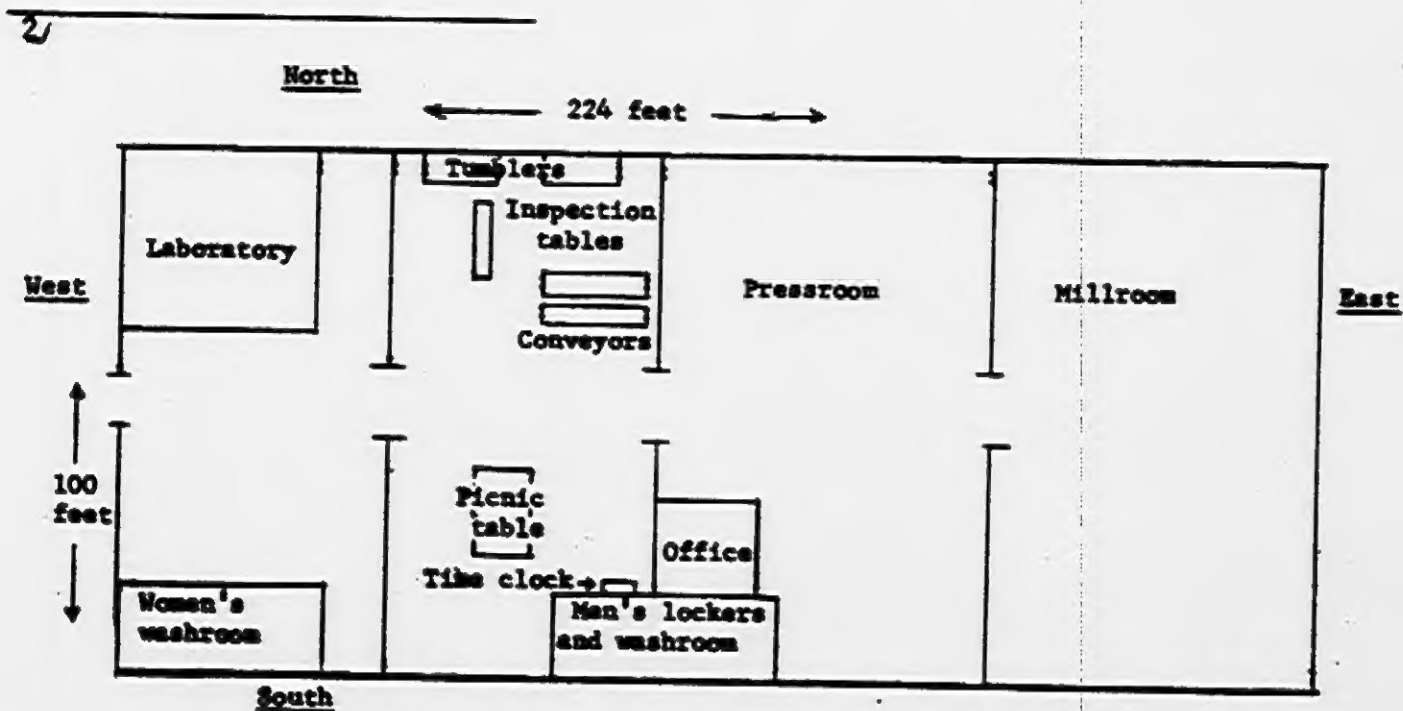 2/
North
224 feet
Tumblers
Inspection
tables
Laboratory
West
Pressroom
Millroom
East
Conveyors
100
feet
Picnic
table
Office
Time clock→
Women's
washroom
Men's lockers
and washroom
South